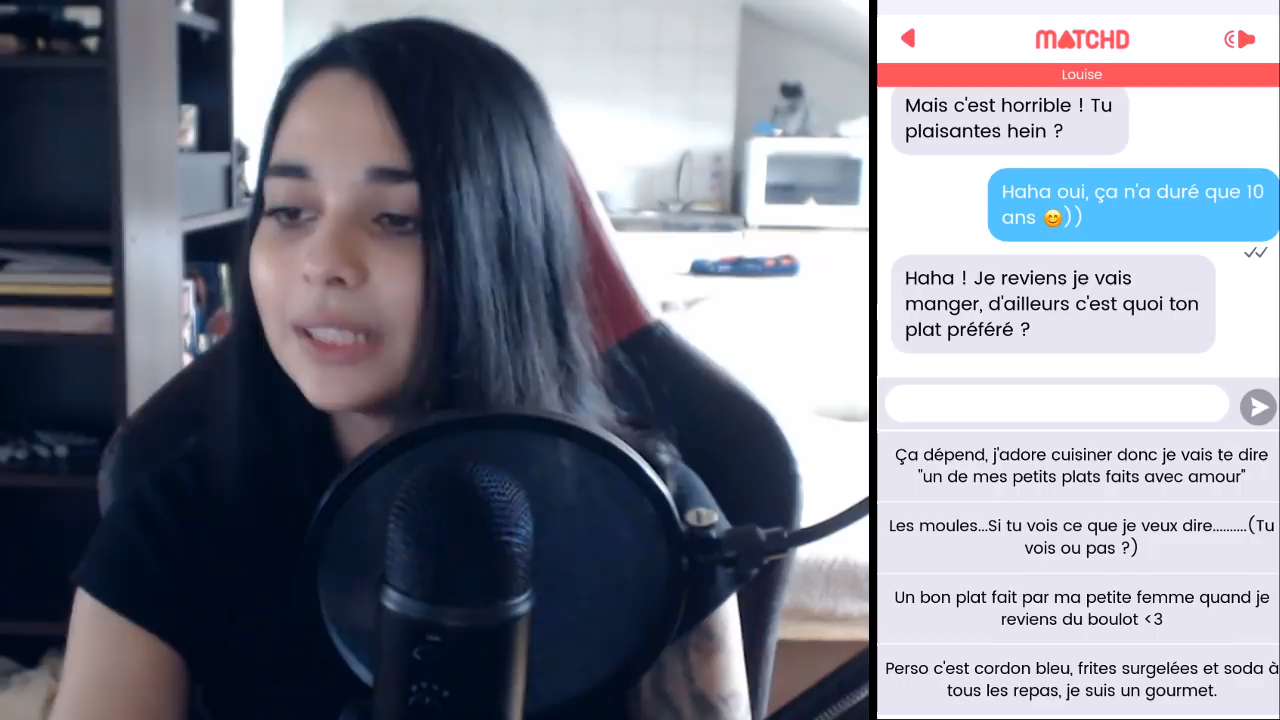 MATCHD
Louise
Mais c'est horrible ! Tu
plaisantes hein ?
Haha oui, ça n'a duré que 10
ans 😊))
Haha ! Je reviens je vais
manger, d'ailleurs c'est quoi ton
plat préféré ?
Ça dépend, j'adore cuisiner donc je vais te dire
"un de mes petits plats faits avec amour"
Les moules...Si tu vois ce que je veux dire..........(Tu
vois ou pas ?)
Un bon plat fait par ma petite femme quand je
reviens du boulot <3
Perso c'est cordon bleu, frites surgelées et soda à
tous les repas, je suis un gourmet.